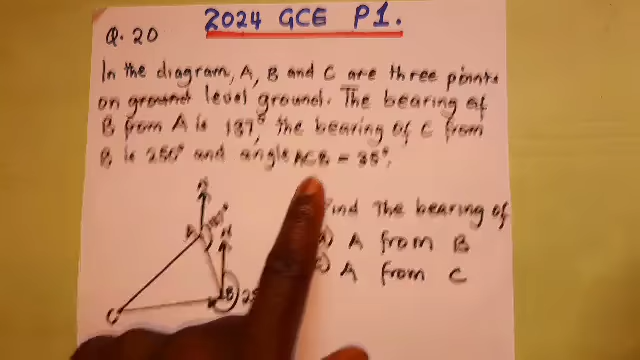 2024 GCE P1.
Q. 20
In the diagram, A, B and C are three points
on ground level ground. The bearing of
B from A is 137°, the bearing of C from
B is 250° and angle ACB = 35°.
Find The bearing of
A from B
A from C
N
A
N
B
C